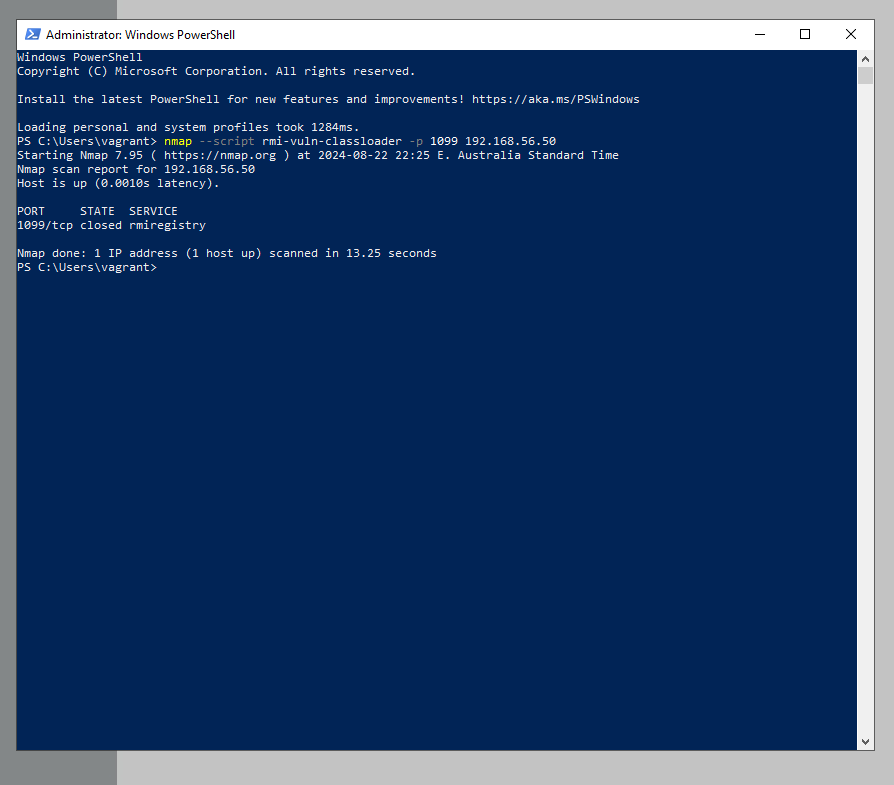 Administrator: Windows PowerShell
Windows PowerShell
Copyright (C) Microsoft Corporation. All rights reserved.
Install the latest PowerShell for new features and improvements! https://aka.ms/PSWindows
Loading personal and system profiles took 1284ms.
PS C:\Users\vagrant> nmap --script rmi-vuln-classloader -p 1099 192.168.56.50
Starting Nmap 7.95 ( https://nmap.org ) at 2024-08-22 22:25 E. Australia Standard Time
Nmap scan report for 192.168.56.50
Host is up (0.0010s latency).
PORT     STATE  SERVICE
1099/tcp closed rmiregistry
Nmap done: 1 IP address (1 host up) scanned in 13.25 seconds
PS C:\Users\vagrant>